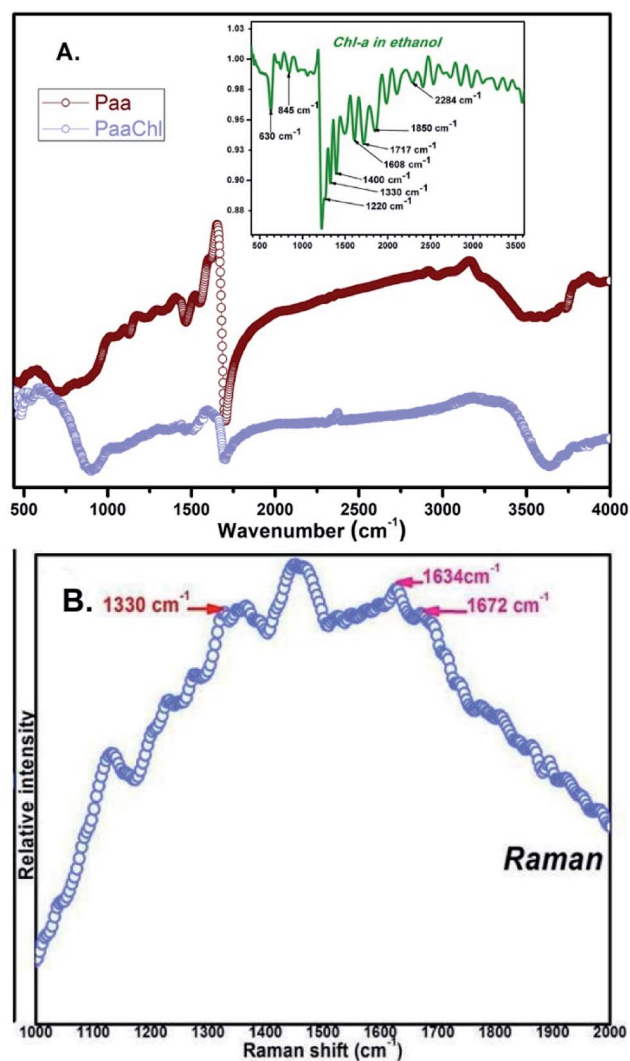 A.
Paa
PaaChl
Chl-a in ethanol
1.00
0.98
0.95
0.93
0.90
0.88
630 cm-1
845 cm-1
2284 cm-1
1850 cm-1
1717 cm-1
1608 cm-1
1400 cm-1
1330 cm-1
1220 cm-1
500 1000 1500 2000 2500 3000 3500
500 1000 1500 2000 2500 3000 3500 4000
Wavenumber (cm-1)
B.
1330 cm-1
1634cm-1
1672 cm-1
Relative intensity
Raman
1000 1100 1200 1300 1400 1500 1600 1700 1800 1900 2000
Raman shift (cm-1)